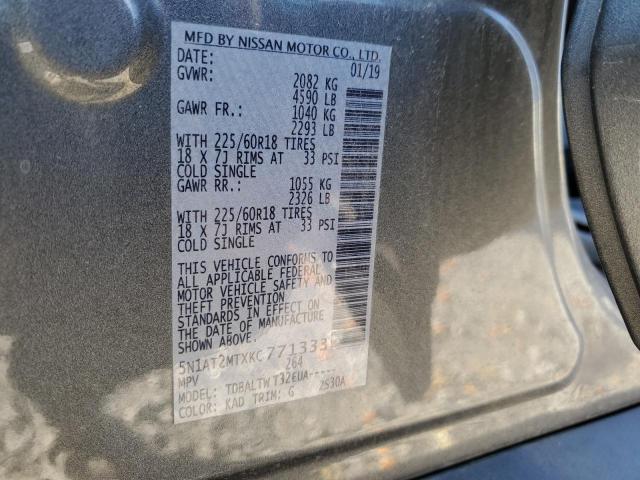 MFD BY NISSAN MOTOR CO., LTD.
DATE: 01/19
GVWR: 2082 KG
4590 LB
GAWR FR.: 1040 KG
2293 LB
WITH 225/60R18 TIRES
18 X 7J RIMS AT 33 PSI
COLD SINGLE
GAWR RR.: 1055 KG
2326 LB
WITH 225/60R18 TIRES
18 X 7J RIMS AT 33 PSI
COLD SINGLE
THIS VEHICLE CONFORMS TO
ALL APPLICABLE FEDERAL
MOTOR VEHICLE SAFETY AND
THEFT PREVENTION
STANDARDS IN EFFECT ON
THE DATE OF MANUFACTURE
SHOWN ABOVE.
MPV 264
MODEL: TDBALTWT32EUA-----
COLOR: KAD TRIM: G 2S30A